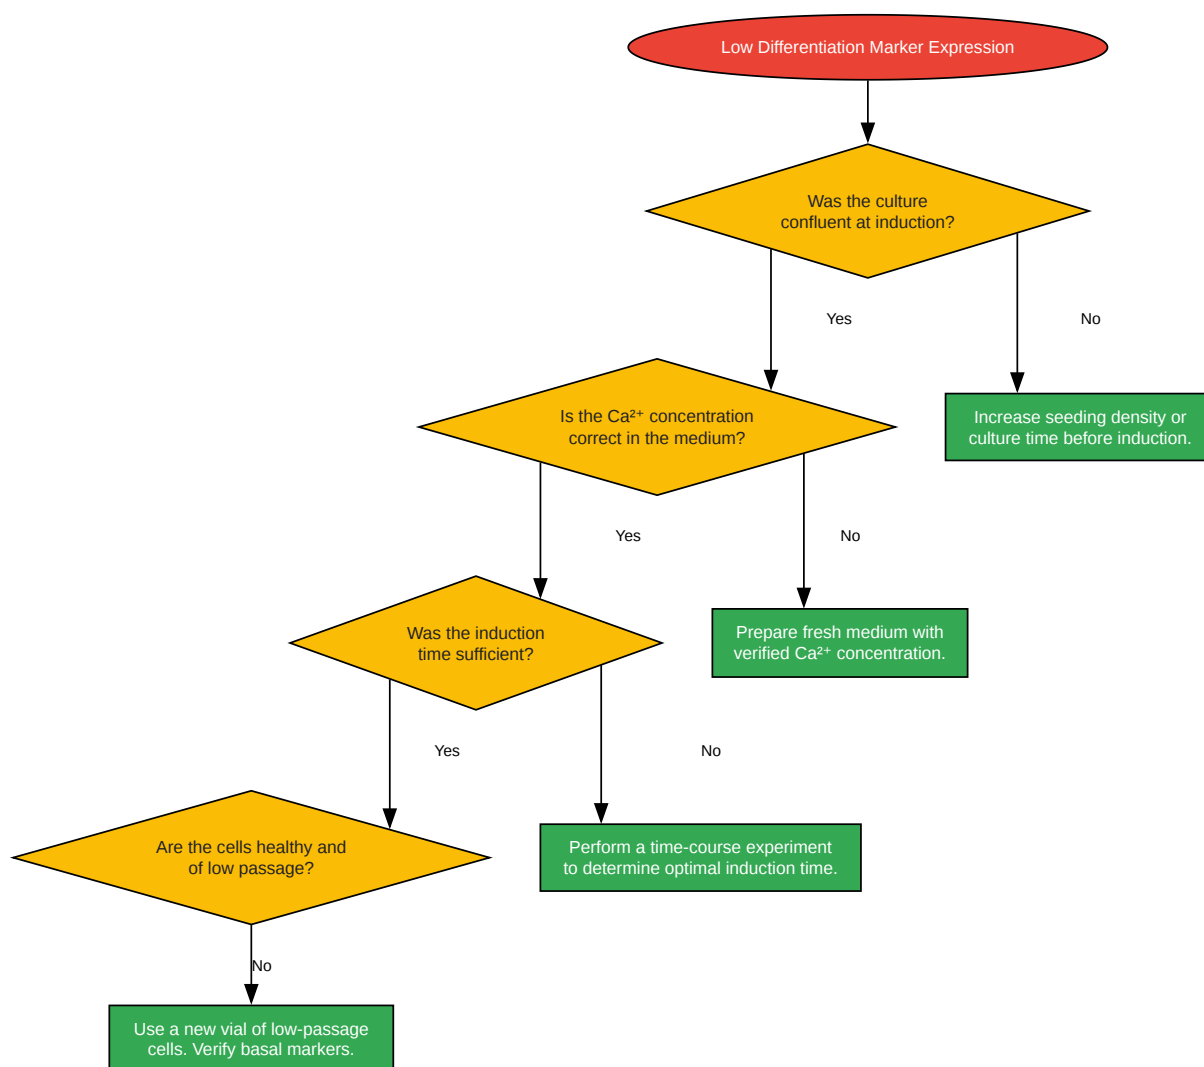 Low Differentiation Marker Expression
Was the culture
confluent at induction?
Yes
No
Is the Ca²⁺ concentration
correct in the medium?
Increase seeding density or
culture time before induction.
Yes
No
Was the induction
time sufficient?
Prepare fresh medium with
verified Ca²⁺ concentration.
Yes
No
Are the cells healthy and
of low passage?
Perform a time-course experiment
to determine optimal induction time.
No
Use a new vial of low-passage
cells. Verify basal markers.